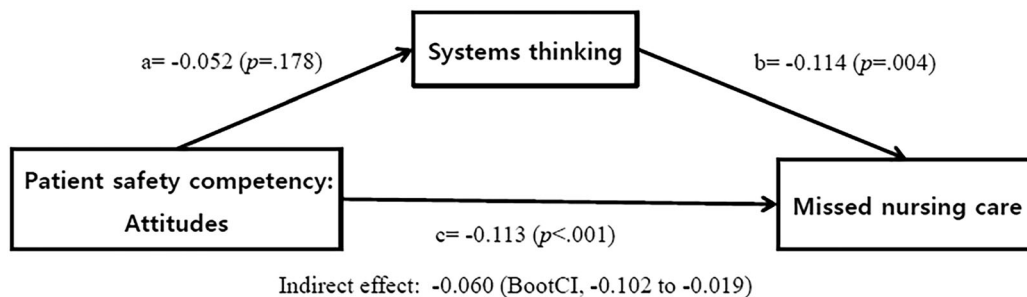 Systems thinking
a= -0.052 (p=.178)
b= -0.114 (p=.004)
Patient safety competency:
Attitudes
Missed nursing care
c= -0.113 (p<.001)
Indirect effect: -0.060 (BootCI, -0.102 to -0.019)